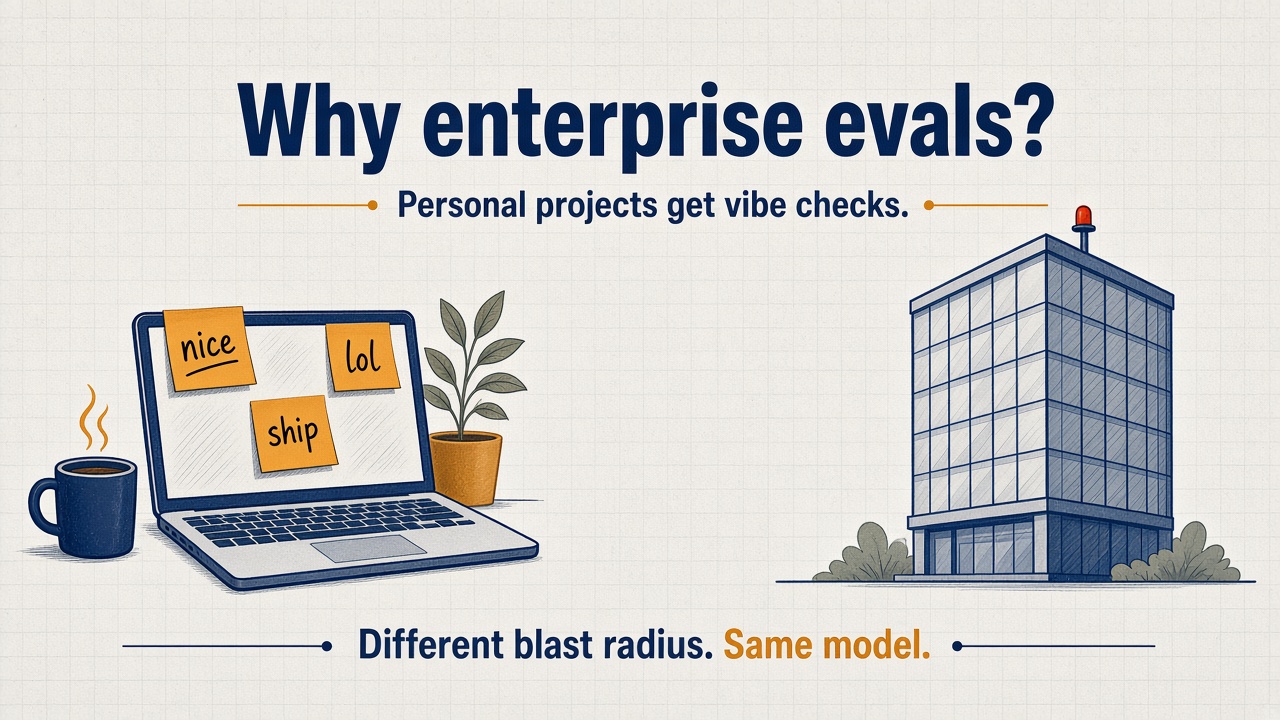 Why enterprise evals?
Personal projects get vibe checks.
nice
lol
ship
Different blast radius. Same model.